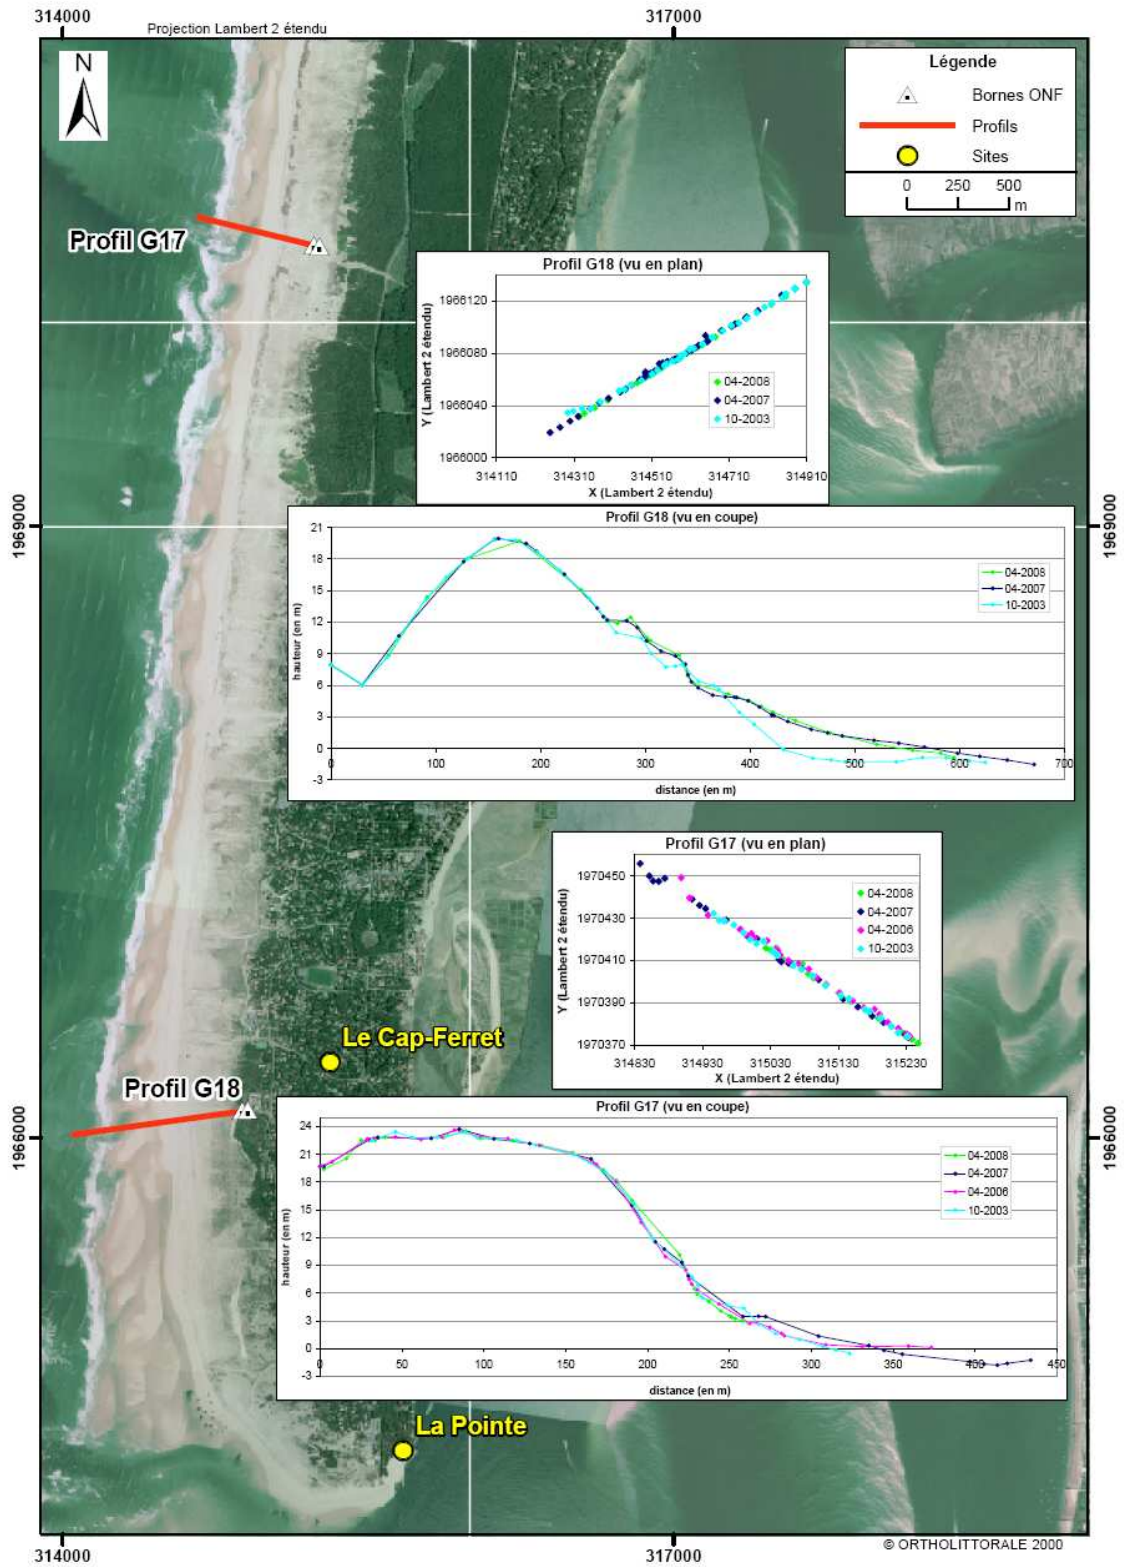 314000
317000
Projection Lambert 2 étendu
N
Légende
Bornes ONF
Profils
Sites
0 250 500
m
Profil G17
Profil G18 (vu en plan)
Y (Lambert 2 étendu)
1966120
1966080
1966040
1966000
04-2008
04-2007
10-2003
314110 314310 314510 314710 314910
X (Lambert 2 étendu)
1969000
1969000
Profil G18 (vu en coupe)
hauteur (en m)
21
18
15
12
9
6
3
0
-3
04-2008
04-2007
10-2003
0 100 200 300 400 500 600 700
distance (en m)
Profil G17 (vu en plan)
Y (Lambert 2 étendu)
1970450
1970430
1970410
1970390
1970370
04-2008
04-2007
04-2006
10-2003
314830 314930 315030 315130 315230
X (Lambert 2 étendu)
Le Cap-Ferret
Profil G18
1966000
1966000
Profil G17 (vu en coupe)
hauteur (en m)
24
21
18
15
12
9
6
3
0
-3
04-2008
04-2007
04-2006
10-2003
0 50 100 150 200 250 300 350 400 450
distance (en m)
La Pointe
314000
317000
© ORTHOLITTORALE 2000